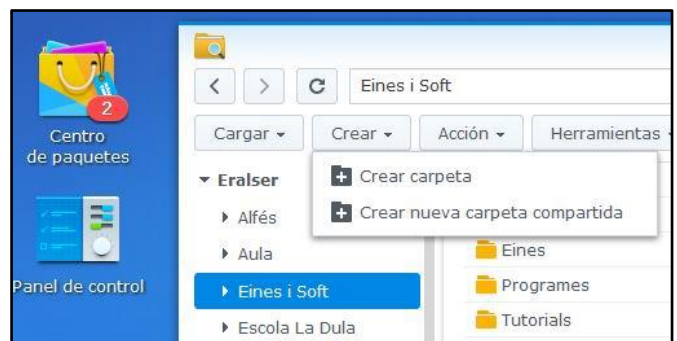 2
Centro
de paquetes
Panel de control
Eines i Soft
Cargar Crear Acción Herramientas
Crear carpeta
Crear nueva carpeta compartida
Eralser
Alfés
Aula
Eines i Soft
Escola La Dula
Eines
Programes
Tutorials